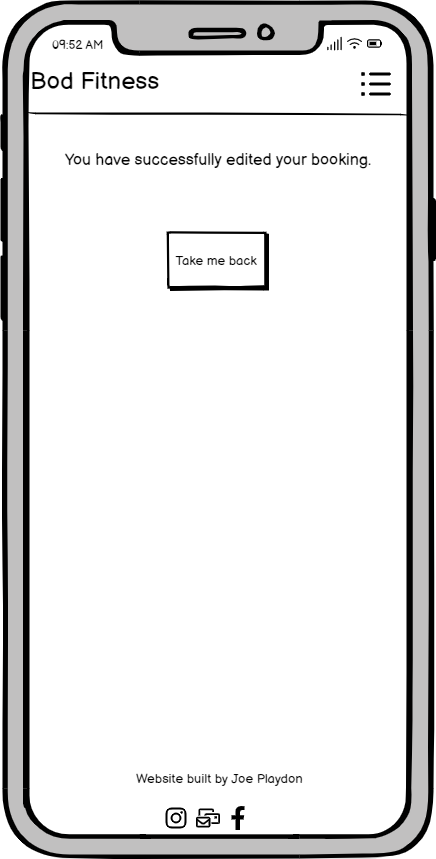 09:52 AM
Bod Fitness
You have successfully edited your booking.
Take me back
Website built by Joe Playdon